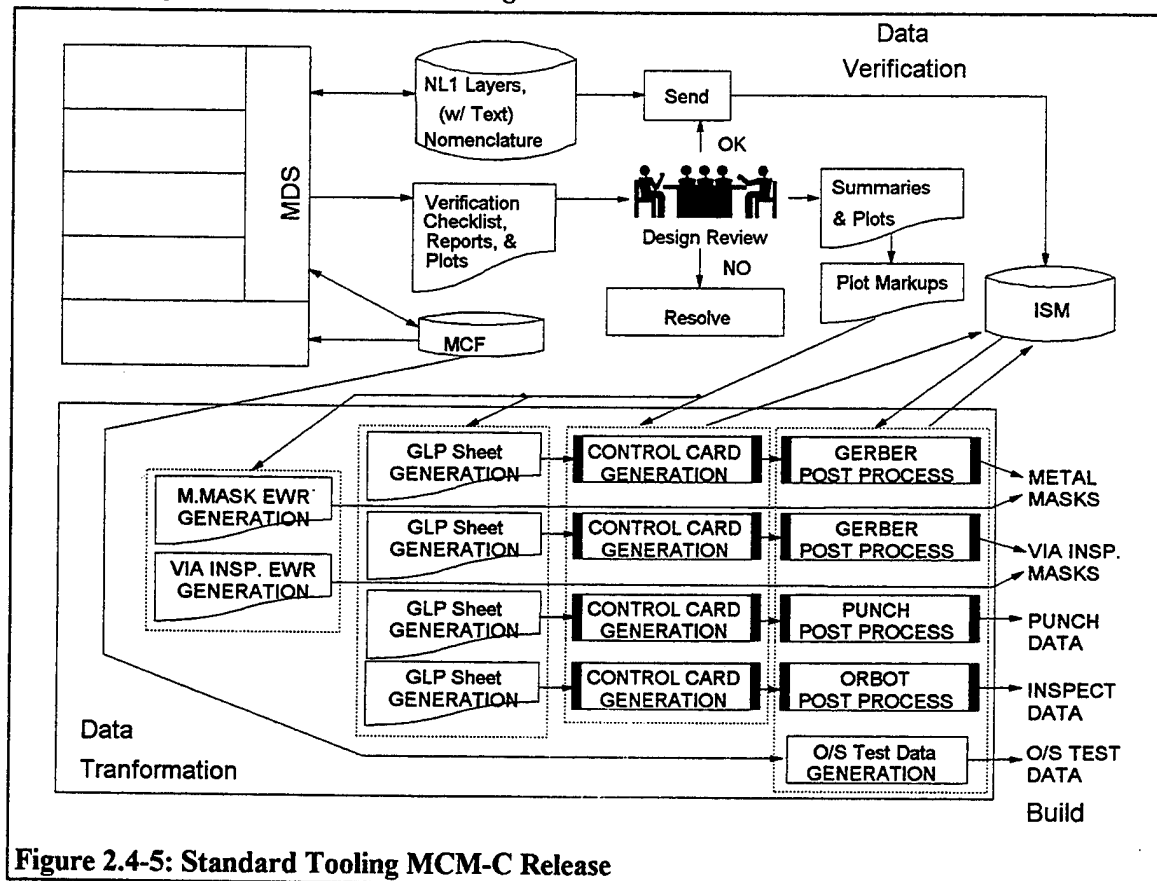 Data
Verification
NL1 Layers,
(w/ Text)
Nomenclature
Send
OK
MDS
Verification
Checklist,
Reports, &
Plots
Design Review
Summaries
& Plots
NO
Plot Markups
Resolve
ISM
MCF
M.MASK EWR
GENERATION
VIA INSP. EWR
GENERATION
GLP Sheet
GENERATION
CONTROL CARD
GENERATION
GERBER
POST PROCESS
METAL
MASKS
GLP Sheet
GENERATION
CONTROL CARD
GENERATION
GERBER
POST PROCESS
VIA INSP.
MASKS
GLP Sheet
GENERATION
CONTROL CARD
GENERATION
PUNCH
POST PROCESS
PUNCH
DATA
GLP Sheet
GENERATION
CONTROL CARD
GENERATION
ORBOT
POST PROCESS
INSPECT
DATA
O/S Test Data
GENERATION
O/S TEST
DATA
Data
Tranformation
Build
Figure 2.4-5: Standard Tooling MCM-C Release